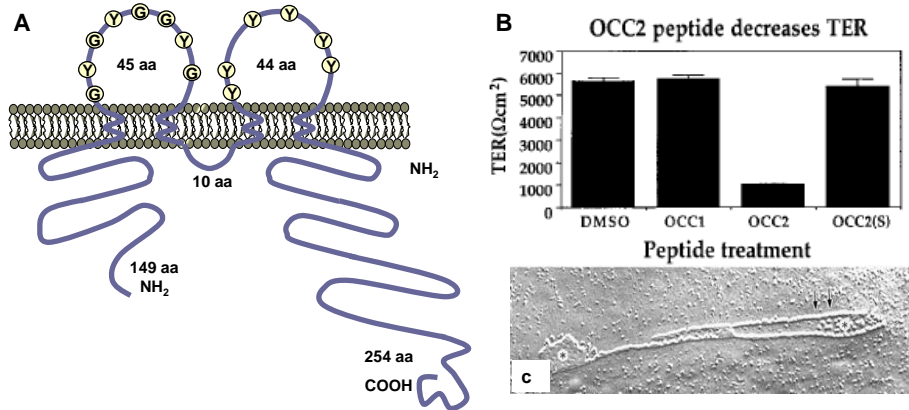 A
G
Y
G
Y
G
G
Y
G
45 aa
Y
Y
Y
Y
Y
Y
44 aa
10 aa
NH2
149 aa
NH2
254 aa
COOH
B
OCC2 peptide decreases TER
TER(Ωcm²)
7000
6000
5000
4000
3000
2000
1000
0
DMSO
OCC1
OCC2
OCC2(S)
Peptide treatment
*
*
c